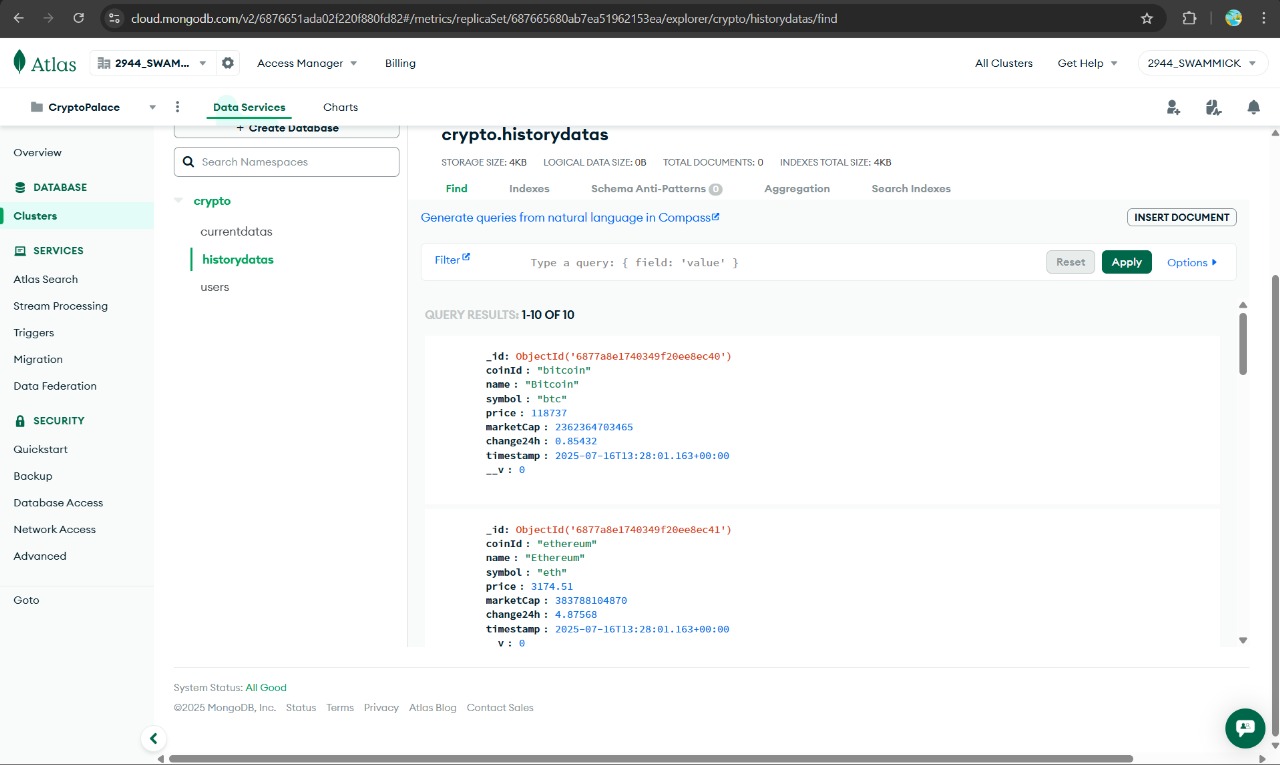 cloud.mongodb.com/v2/6876651ada02f220f880fd82#/metrics/replicaSet/687665680ab7ea51962153ea/explorer/crypto/historydatas/find
Atlas
2944_SWAMM...
Access Manager
Billing
All Clusters
Get Help
2944_SWAMMICK
CryptoPalace
Data Services
Charts
Overview
DATABASE
Clusters
SERVICES
Atlas Search
Stream Processing
Triggers
Migration
Data Federation
SECURITY
Quickstart
Backup
Database Access
Network Access
Advanced
Goto
+ Create Database
Search Namespaces
crypto
currentdatas
historydatas
users
crypto.historydatas
STORAGE SIZE: 4KB LOGICAL DATA SIZE: 0B TOTAL DOCUMENTS: 0 INDEXES TOTAL SIZE: 4KB
Find Indexes Schema Anti-Patterns 0 Aggregation Search Indexes
Generate queries from natural language in Compass
INSERT DOCUMENT
Filter
Type a query: { field: 'value' }
Reset
Apply
Options
QUERY RESULTS: 1-10 OF 10
_id: ObjectId('6877a8e1740349f20ee8ec40')
coinId : "bitcoin"
name : "Bitcoin"
symbol : "btc"
price : 118737
marketCap : 2362364703465
change24h : 0.85432
timestamp : 2025-07-16T13:28:01.163+00:00
__v : 0
_id: ObjectId('6877a8e1740349f20ee8ec41')
coinId : "ethereum"
name : "Ethereum"
symbol : "eth"
price : 3174.51
marketCap : 383788104870
change24h : 4.87568
timestamp : 2025-07-16T13:28:01.163+00:00
v : 0
System Status: All Good
©2025 MongoDB, Inc. Status Terms Privacy Atlas Blog Contact Sales